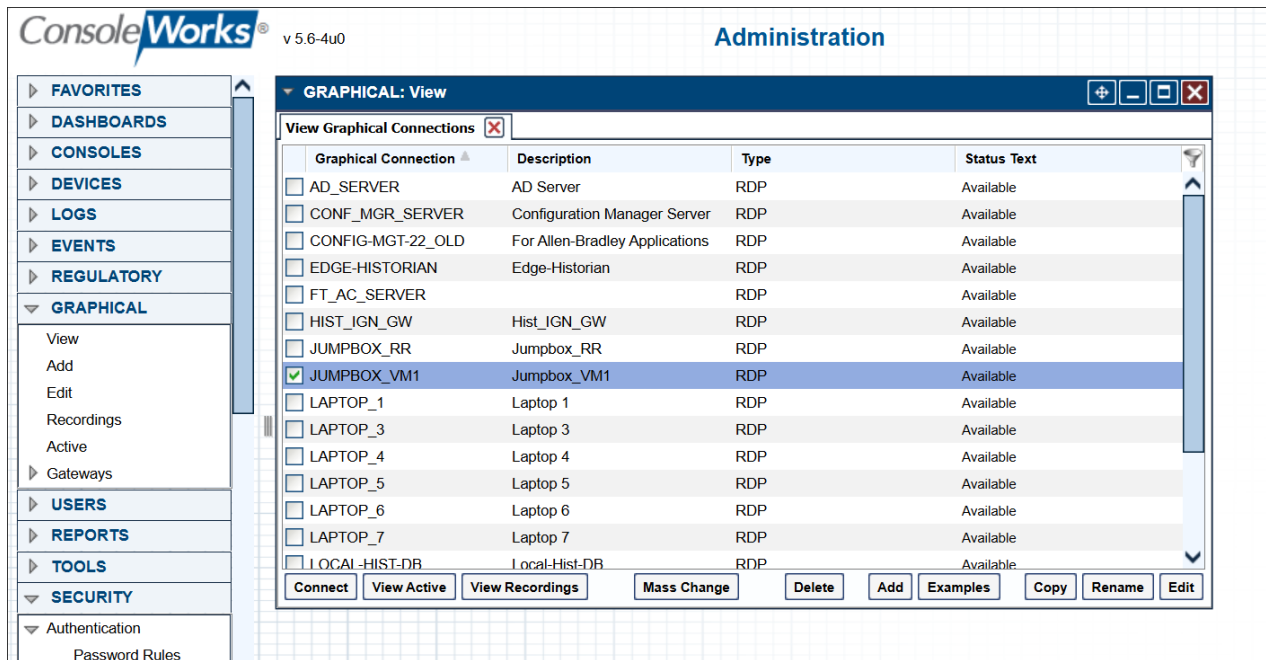 ConsoleWorks® v 5.6-4u0
Administration
FAVORITES
DASHBOARDS
CONSOLES
DEVICES
LOGS
EVENTS
REGULATORY
GRAPHICAL
View
Add
Edit
Recordings
Active
Gateways
USERS
REPORTS
TOOLS
SECURITY
Authentication
Password Rules
GRAPHICAL: View
View Graphical Connections
Graphical Connection Description Type Status Text
AD_SERVER AD Server RDP Available
CONF_MGR_SERVER Configuration Manager Server RDP Available
CONFIG-MGT-22_OLD For Allen-Bradley Applications RDP Available
EDGE-HISTORIAN Edge-Historian RDP Available
FT_AC_SERVER RDP Available
HIST_IGN_GW Hist_IGN_GW RDP Available
JUMPBOX_RR Jumpbox_RR RDP Available
JUMPBOX_VM1 Jumpbox_VM1 RDP Available
LAPTOP_1 Laptop 1 RDP Available
LAPTOP_3 Laptop 3 RDP Available
LAPTOP_4 Laptop 4 RDP Available
LAPTOP_5 Laptop 5 RDP Available
LAPTOP_6 Laptop 6 RDP Available
LAPTOP_7 Laptop 7 RDP Available
LOCAL-HIST-DB Local-Hist-DB RDP Available
Connect View Active View Recordings Mass Change Delete Add Examples Copy Rename Edit